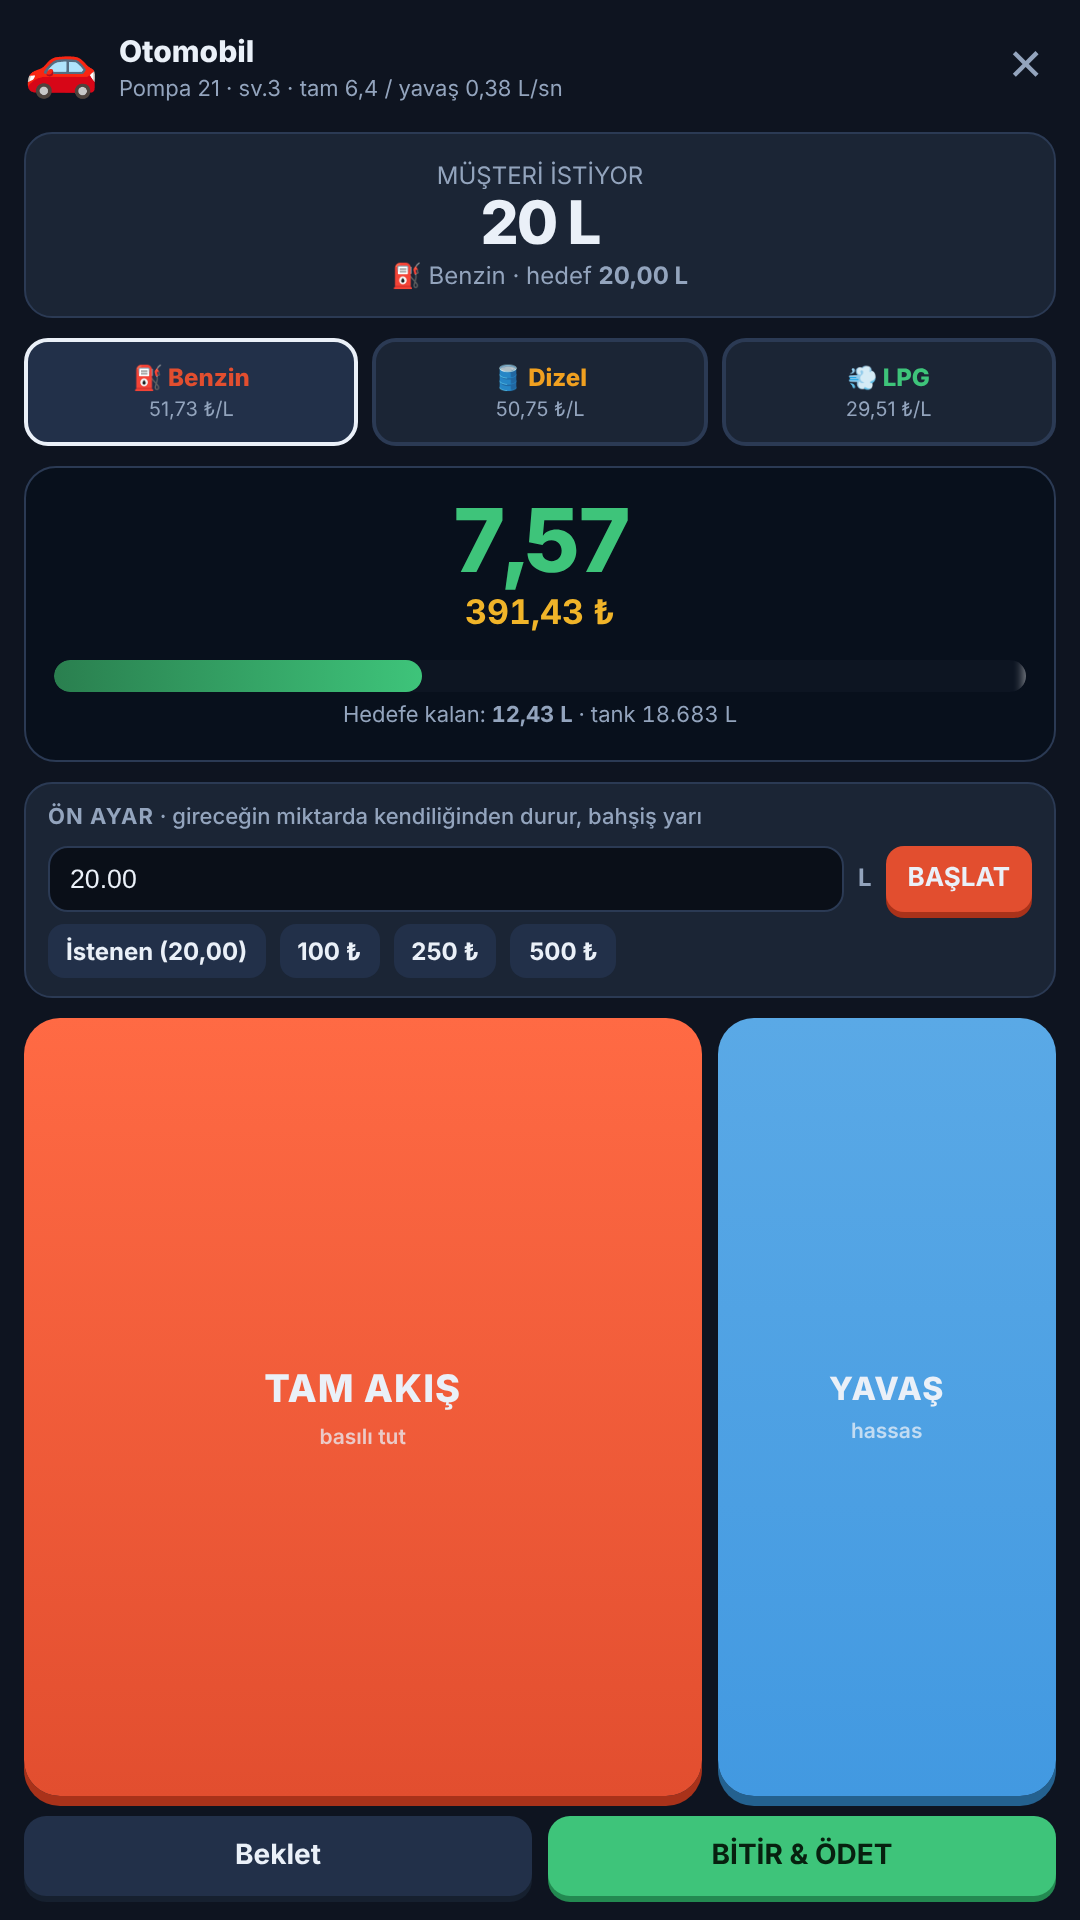 Otomobil
Pompa 21 · sv.3 · tam 6,4 / yavaş 0,38 L/sn
MÜŞTERİ İSTİYOR
20 L
Benzin · hedef 20,00 L
Benzin
51,73 ₺/L
Dizel
50,75 ₺/L
LPG
29,51 ₺/L
7,57
391,43 ₺
Hedefe kalan: 12,43 L · tank 18.683 L
ÖN AYAR · gireceğin miktarda kendiliğinden durur, bahşiş yarı
20.00 L BAŞLAT
İstenen (20,00) 100 ₺ 250 ₺ 500 ₺
TAM AKIŞ
basılı tut
YAVAŞ
hassas
Beklet
BİTİR & ÖDET